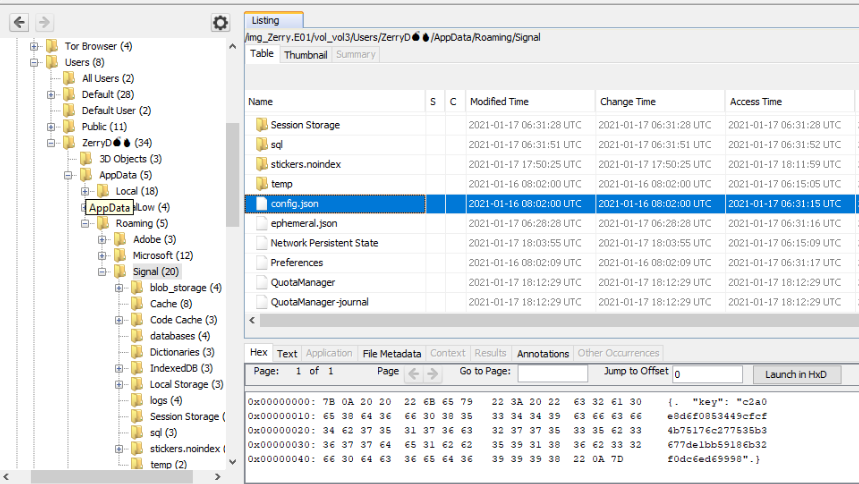 Listing
/img_Zerry.E01/vol_vol3/Users/ZerryD💣💧/AppData/Roaming/Signal
Table Thumbnail Summary
Tor Browser (4)
Users (8)
All Users (2)
Default (28)
Default User (2)
Public (11)
ZerryD💣💧 (34)
3D Objects (3)
AppData (5)
Local (18)
AppData lLow (4)
Roaming (5)
Adobe (3)
Microsoft (12)
Signal (20)
blob_storage (4)
Cache (8)
Code Cache (3)
databases (4)
Dictionaries (3)
IndexedDB (3)
Local Storage (3)
logs (4)
Session Storage (
sql (3)
stickers.noindex (
temp (2)
Name S C Modified Time Change Time Access Time
Session Storage 2021-01-17 06:31:28 UTC 2021-01-17 06:31:28 UTC 2021-01-17 06:31:28 UTC
sql 2021-01-17 06:31:51 UTC 2021-01-17 06:31:51 UTC 2021-01-17 06:31:52 UTC
stickers.noindex 2021-01-17 17:50:25 UTC 2021-01-17 17:50:25 UTC 2021-01-17 18:11:59 UTC
temp 2021-01-16 08:02:00 UTC 2021-01-16 08:02:00 UTC 2021-01-17 06:15:05 UTC
config.json 2021-01-16 08:02:00 UTC 2021-01-16 08:02:00 UTC 2021-01-17 06:31:15 UTC
ephemeral.json 2021-01-17 06:28:28 UTC 2021-01-17 06:28:28 UTC 2021-01-17 06:31:16 UTC
Network Persistent State 2021-01-17 18:03:55 UTC 2021-01-17 18:03:55 UTC 2021-01-17 06:15:09 UTC
Preferences 2021-01-16 08:02:09 UTC 2021-01-16 08:02:09 UTC 2021-01-17 06:31:17 UTC
QuotaManager 2021-01-17 18:12:29 UTC 2021-01-17 18:12:29 UTC 2021-01-17 18:12:29 UTC
QuotaManager-journal 2021-01-17 18:12:29 UTC 2021-01-17 18:12:29 UTC 2021-01-17 18:12:29 UTC
Hex Text Application File Metadata Context Results Annotations Other Occurrences
Page: 1 of 1 Page Go to Page: Jump to Offset 0 Launch in HxD
0x00000000: 7B 0A 20 20 22 6B 65 79 22 3A 20 22 63 32 61 30 {.  "key": "c2a0
0x00000010: 65 38 64 36 66 30 38 35 33 34 34 39 63 66 63 66 e8d6f0853449cfcf
0x00000020: 34 62 37 35 31 37 36 63 32 37 37 35 33 35 62 33 4b75176c277535b3
0x00000030: 36 37 37 64 65 31 62 62 35 39 31 38 36 62 33 32 677de1bb59186b32
0x00000040: 66 30 64 63 36 65 64 36 39 39 39 38 22 0A 7D f0dc6ed69998".}